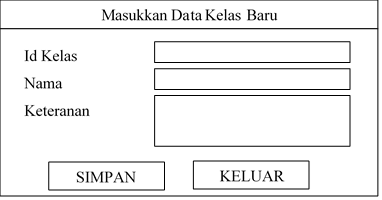 Masukkan Data Kelas Baru
Id Kelas
Nama
Keteranan
SIMPAN KELUAR